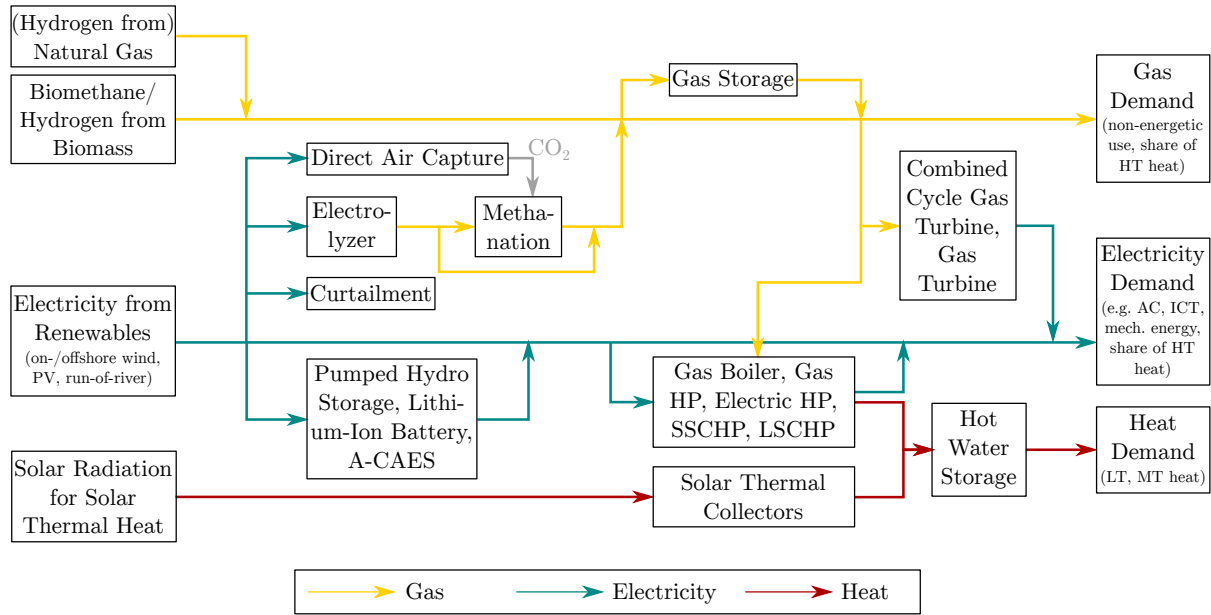 (Hydrogen from)
Natural Gas
Biomethane/
Hydrogen from
Biomass
Gas Storage
Gas
Demand
(non-energetic
use, share of
HT heat)
Direct Air Capture
CO₂
Electro-
lyzer
Metha-
nation
Combined
Cycle Gas
Turbine,
Gas
Turbine
Curtailment
Electricity from
Renewables
(on-/offshore wind,
PV, run-of-river)
Electricity
Demand
(e.g. AC, ICT,
mech. energy,
share of HT
heat)
Pumped Hydro
Storage, Lithi-
um-Ion Battery,
A-CAES
Gas Boiler, Gas
HP, Electric HP,
SSCHP, LSCHP
Hot
Water
Storage
Heat
Demand
(LT, MT heat)
Solar Radiation
for Solar
Thermal Heat
Solar Thermal
Collectors
Gas
Electricity
Heat